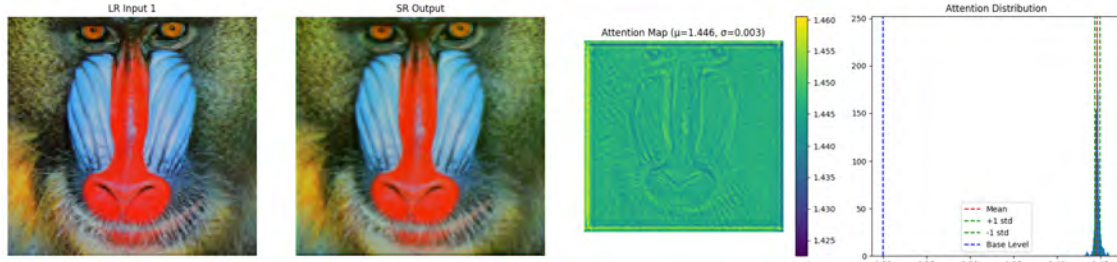 LR Input 1
SR Output
Attention Map (μ=1.446, σ=0.003)
1.460
1.455
1.450
1.445
1.440
1.435
1.430
1.425
Attention Distribution
250
200
150
100
50
0
Mean
+1 std
-1 std
Base Level